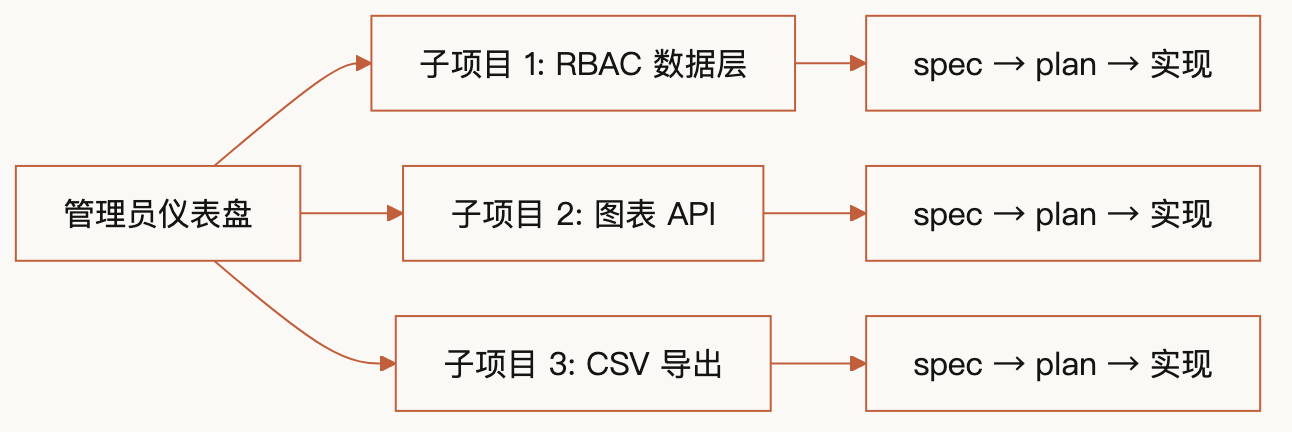 子项目 1: RBAC 数据层
spec → plan → 实现
管理员仪表盘
子项目 2: 图表 API
spec → plan → 实现
子项目 3: CSV 导出
spec → plan → 实现